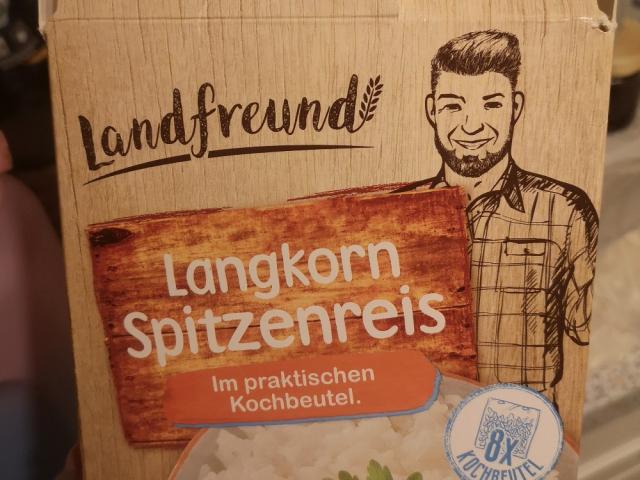 Landfreund
Langkorn
Spitzenreis
Im praktischen
Kochbeutel.
8X
KOCHBEUTEL